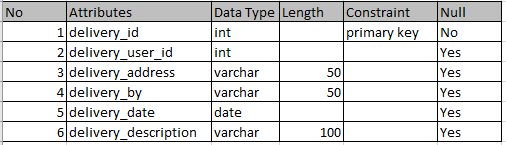 No Attributes Data Type Length Constraint Null
1 delivery_id int primary key No
2 delivery_user_id int Yes
3 delivery_address varchar 50 Yes
4 delivery_by varchar 50 Yes
5 delivery_date date Yes
6 delivery_description varchar 100 Yes